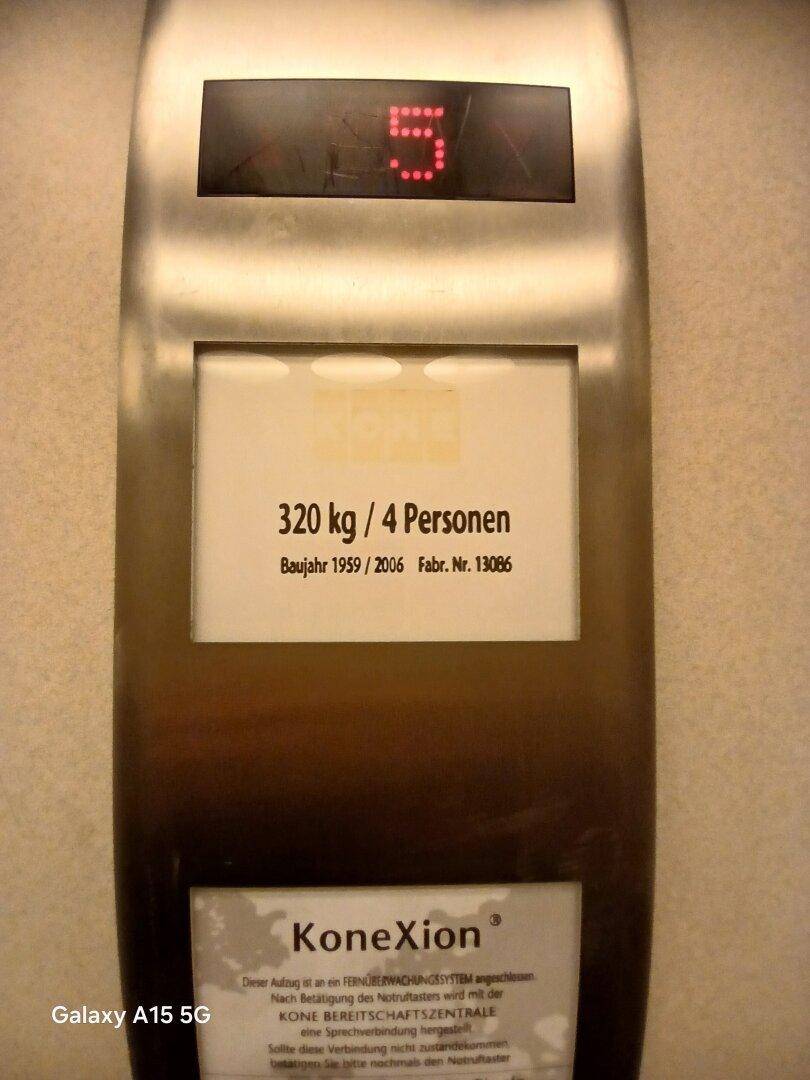 5
KONE
320 kg / 4 Personen
Baujahr 1959 / 2006 Fabr. Nr. 13086
KoneXion®
Dieser Aufzug ist an ein FERNÜBERWACHUNGSSYSTEM angeschlossen.
Nach Betätigung des Notruftasters wird mit der
KONE BEREITSCHAFTSZENTRALE
eine Sprechverbindung hergestellt.
Sollte diese Verbindung nicht zustandekommen,
betätigen Sie bitte nochmals den Notruftaster
Galaxy A15 5G